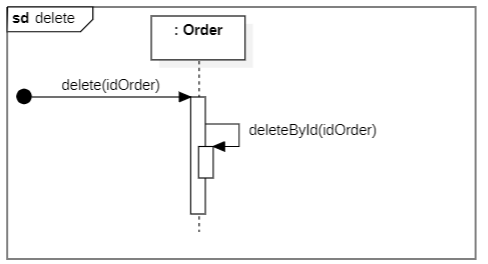 sd delete
: Order
delete(idOrder)
deleteById(idOrder)